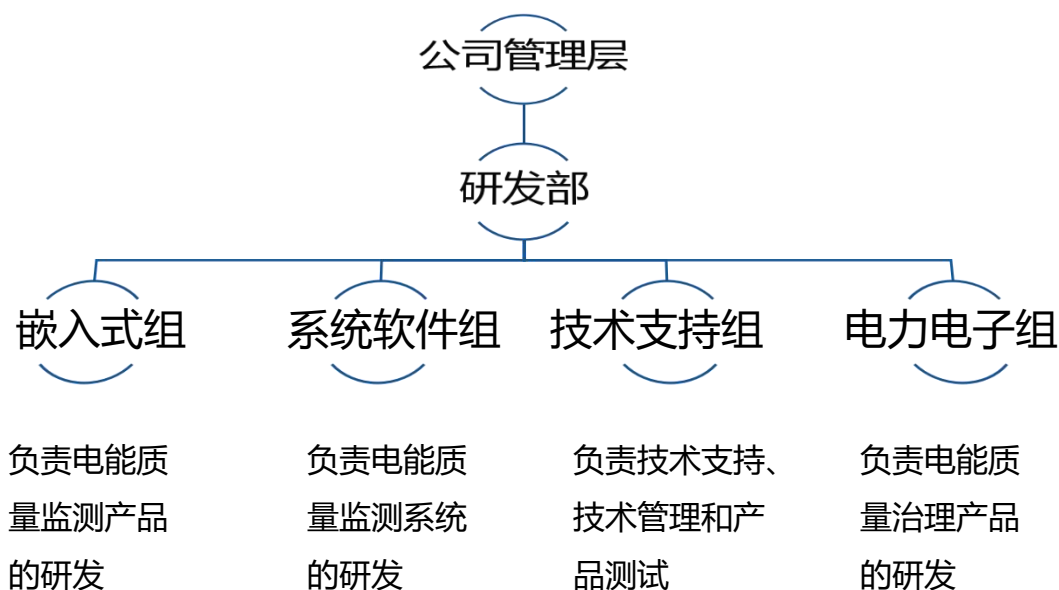 公司管理层
研发部
嵌入式组
系统软件组
技术支持组
电力电子组
负责电能质
量监测产品
的研发
负责电能质
量监测系统
的研发
负责技术支持、
技术管理和产
品测试
负责电能质
量治理产品
的研发